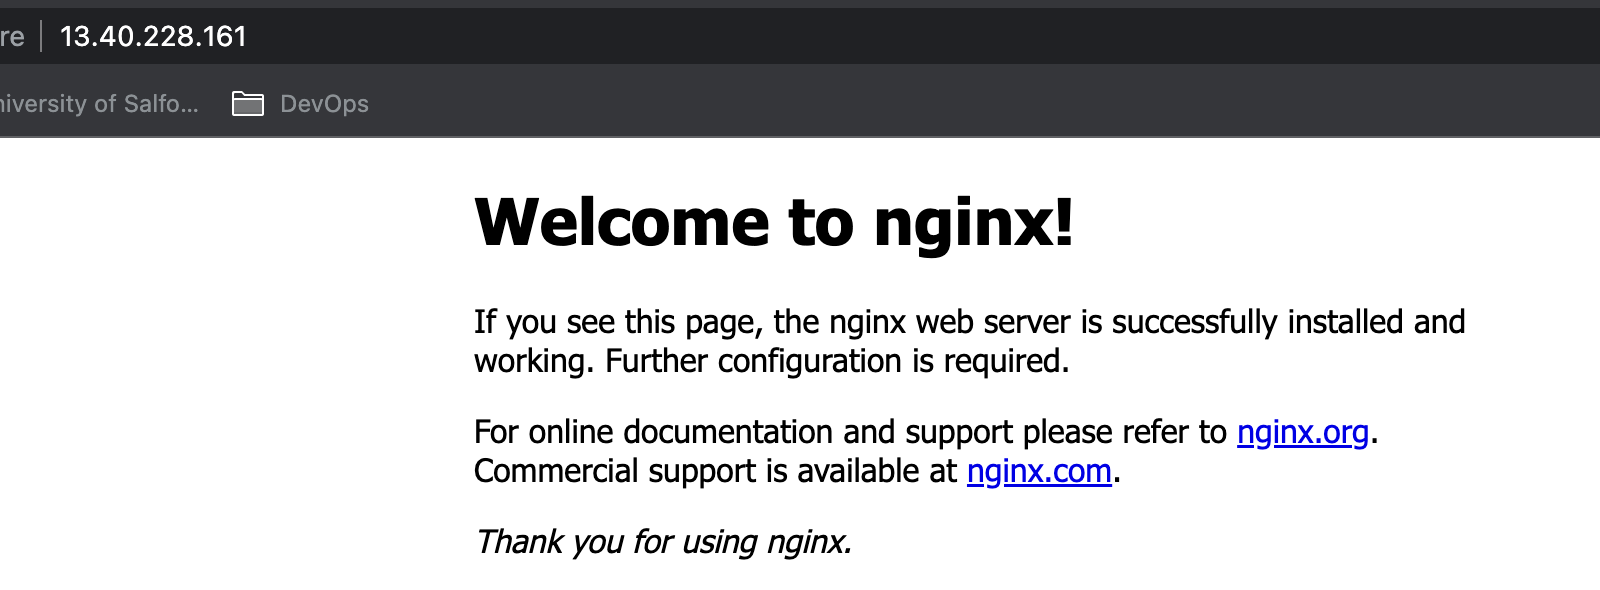 re | 13.40.228.161
niversity of Salfo... DevOps
Welcome to nginx!
If you see this page, the nginx web server is successfully installed and
working. Further configuration is required.
For online documentation and support please refer to nginx.org.
Commercial support is available at nginx.com.
Thank you for using nginx.